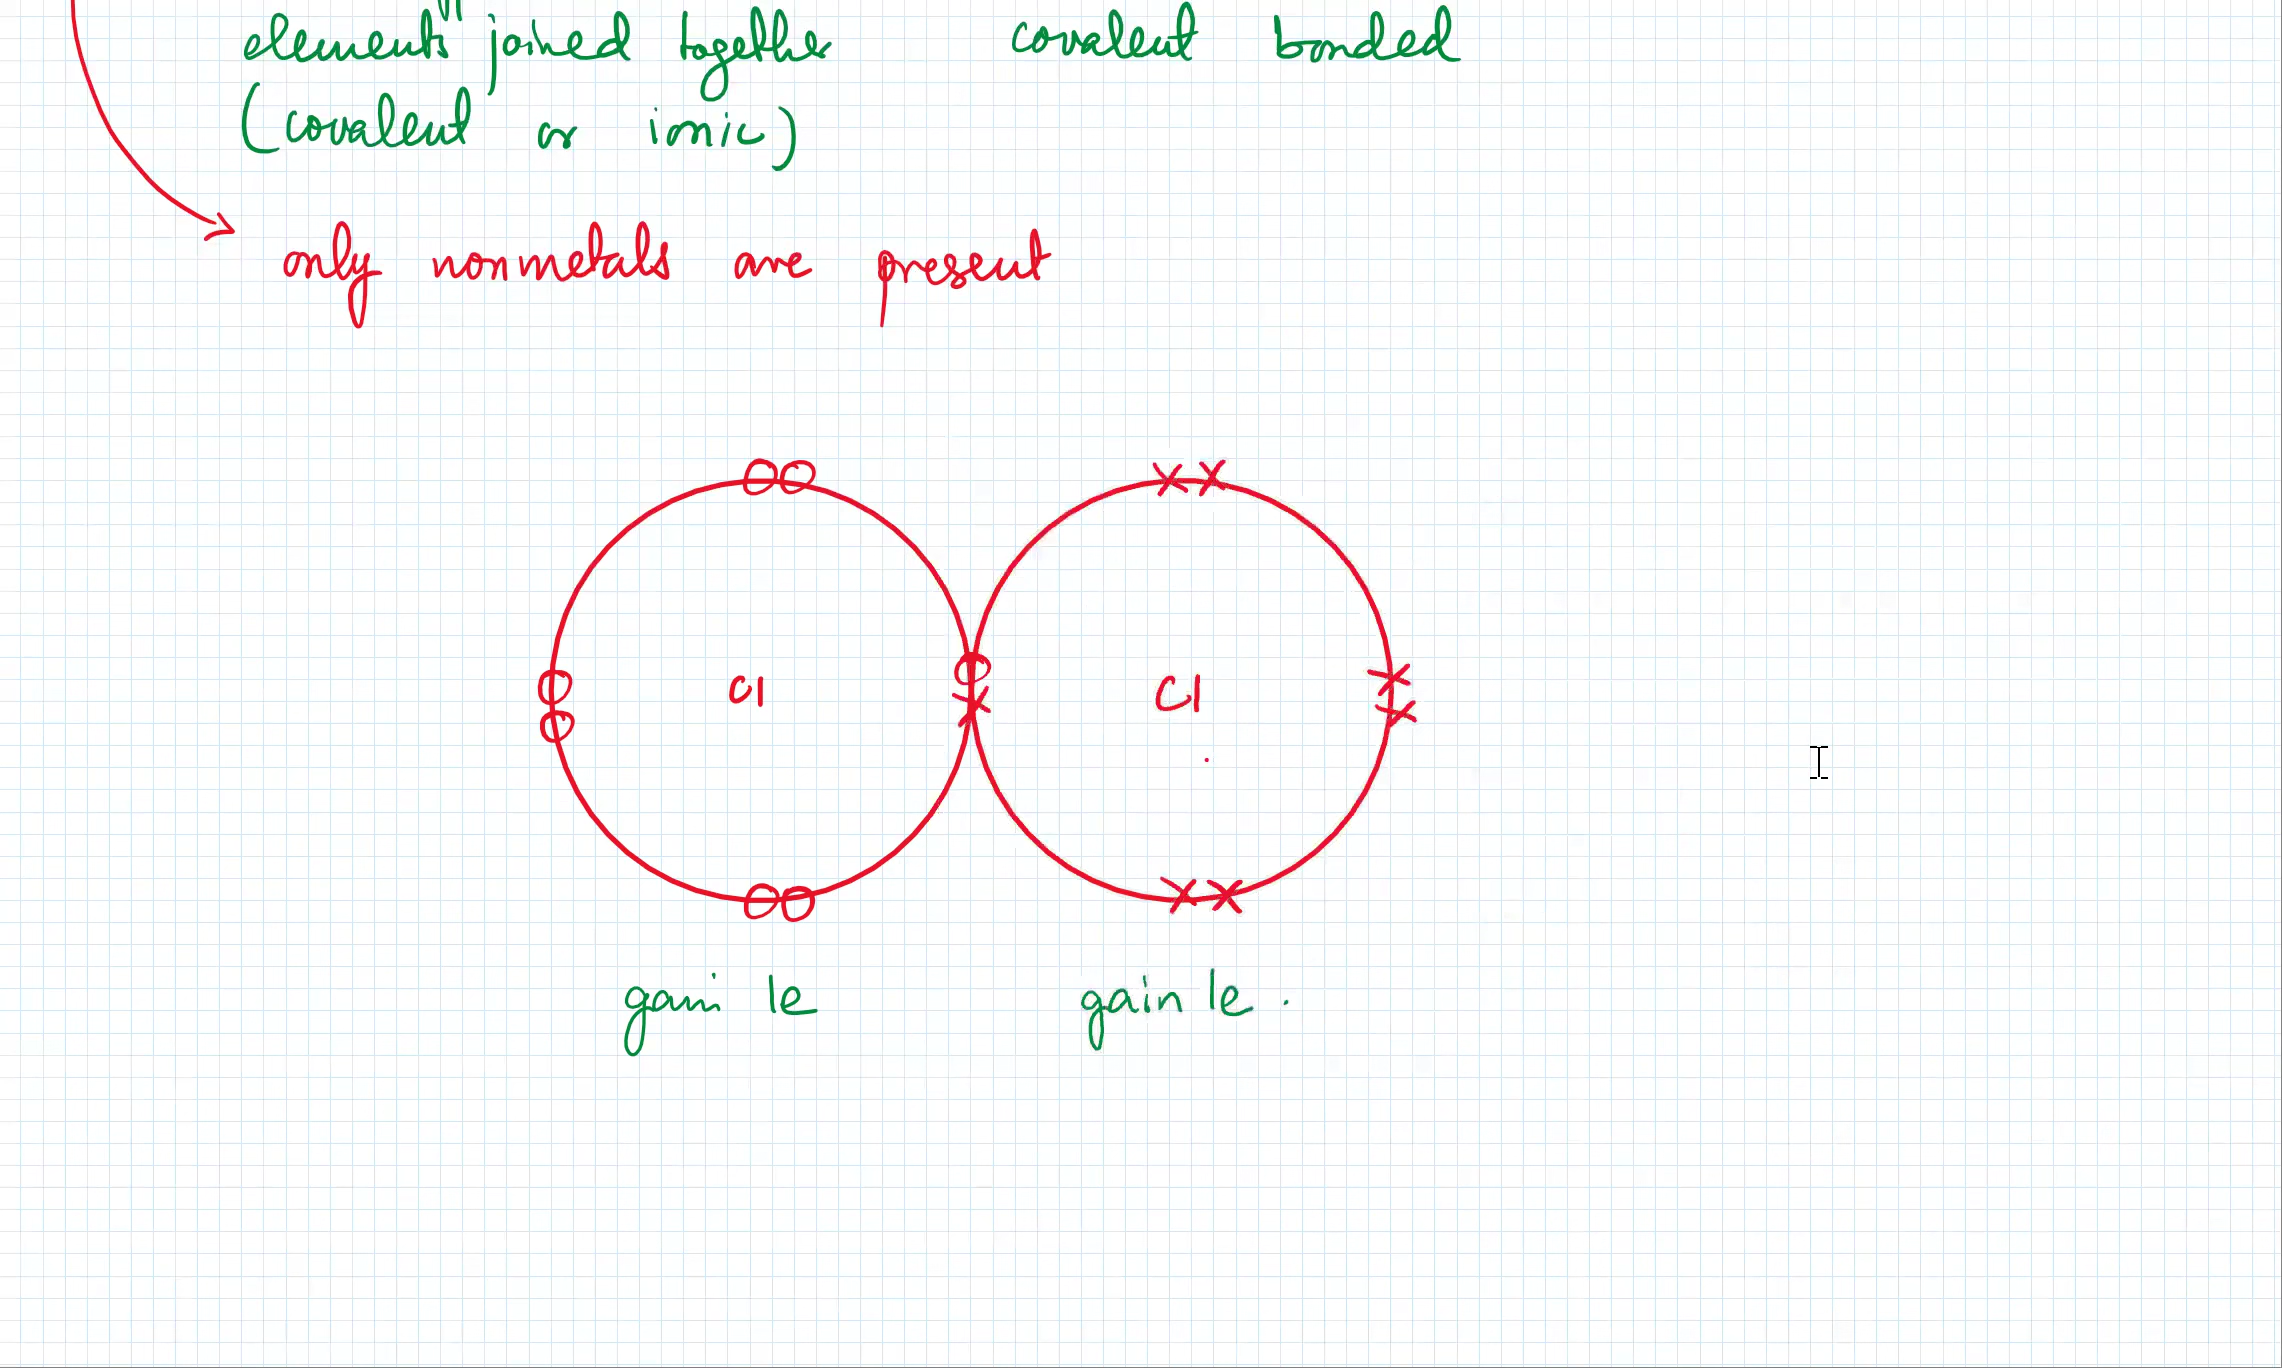 elements joined together covalent bonded
(covalent or ionic)
only nonmetals are present
Cl Cl
gain 1e gain 1e.